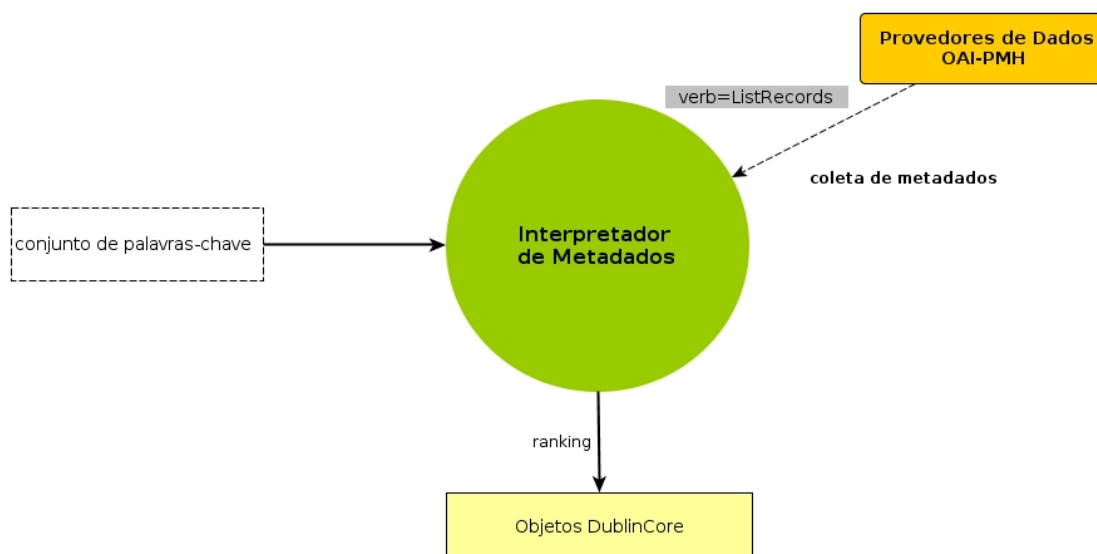 Provedores de Dados
OAI-PMH
verb=ListRecords
coleta de metadados
conjunto de palavras-chave
Interpretador
de Metadados
ranking
Objetos DublinCore